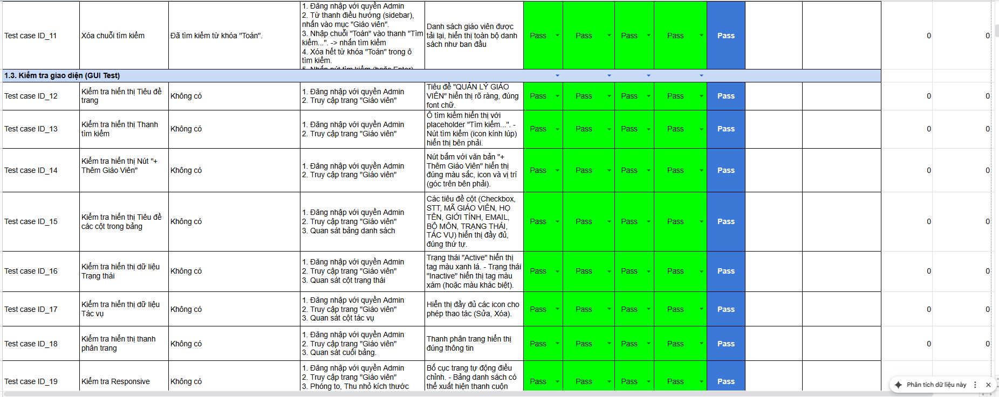 Test case ID_11
Xóa chuỗi tìm kiếm
Đã tìm kiếm từ khóa "Toán".
1. Đăng nhập với quyền Admin
2. Từ thanh điều hướng (sidebar),
nhấn vào mục "Giáo viên".
3. Nhập chuỗi "Toán" vào thanh "Tìm
kiếm...". -> nhấn tìm kiếm
4. Xóa hết từ khóa "Toán" trong ô
tìm kiếm.
5. Nhấn nút tìm kiếm (hoặc Enter)
Danh sách giáo viên được
tải lại, hiển thị toàn bộ danh
sách như ban đầu
Pass
Pass
Pass
Pass
Pass
0
0
1.3. Kiểm tra giao diện (GUI Test)
Test case ID_12
Kiểm tra hiển thị Tiêu đề
trang
Không có
1. Đăng nhập với quyền Admin
2. Truy cập trang "Giáo viên"
Tiêu đề "QUẢN LÝ GIÁO
VIÊN" hiển thị rõ ràng, đúng
font chữ.
Pass
Pass
Pass
Pass
Pass
0
0
Test case ID_13
Kiểm tra hiển thị Thanh
tìm kiếm
Không có
1. Đăng nhập với quyền Admin
2. Truy cập trang "Giáo viên"
Ô tìm kiếm hiển thị với
placeholder "Tìm kiếm...". -
Nút tìm kiếm (icon kính lúp)
hiển thị bên phải.
Pass
Pass
Pass
Pass
Pass
0
0
Test case ID_14
Kiểm tra hiển thị Nút "+
Thêm Giáo Viên"
Không có
1. Đăng nhập với quyền Admin
2. Truy cập trang "Giáo viên"
Nút bấm với văn bản "+
Thêm Giáo Viên" hiển thị
đúng màu sắc, icon và vị trí
(góc trên bên phải).
Pass
Pass
Pass
Pass
Pass
0
0
Test case ID_15
Kiểm tra hiển thị Tiêu đề
các cột trong bảng
Không có
1. Đăng nhập với quyền Admin
2. Truy cập trang "Giáo viên"
3. Quan sát bảng danh sách
Các tiêu đề cột (Checkbox,
STT, MÃ GIÁO VIÊN, HỌ
TÊN, GIỚI TÍNH, EMAIL,
BỘ MÔN, TRẠNG THÁI,
TÁC VỤ) hiển thị đầy đủ,
đúng thứ tự.
Pass
Pass
Pass
Pass
Pass
0
0
Test case ID_16
Kiểm tra hiển thị dữ liệu
Trạng thái
Không có
1. Đăng nhập với quyền Admin
2. Truy cập trang "Giáo viên"
3. Quan sát cột trạng thái
Trạng thái "Active" hiển thị
tag màu xanh lá. - Trạng thái
"Inactive" hiển thị tag màu
xám (hoặc màu khác biệt).
Pass
Pass
Pass
Pass
Pass
0
0
Test case ID_17
Kiểm tra hiển thị dữ liệu
Tác vụ
Không có
1. Đăng nhập với quyền Admin
2. Truy cập trang "Giáo viên"
3. Quan sát cột tác vụ
Hiển thị đầy đủ các icon cho
phép thao tác (Sửa, Xóa).
Pass
Pass
Pass
Pass
Pass
0
0
Test case ID_18
Kiểm tra hiển thị thanh
phân trang
Không có
1. Đăng nhập với quyền Admin
2. Truy cập trang "Giáo viên"
3. Quan sát cuối bảng.
Thanh phân trang hiển thị
đúng thông tin
Pass
Pass
Pass
Pass
Pass
0
0
Test case ID_19
Kiểm tra Responsive
Không có
1. Đăng nhập với quyền Admin
2. Truy cập trang "Giáo viên"
3. Phóng to, Thu nhỏ kích thước
Bố cục trang tự động điều
chỉnh. - Bảng danh sách có
thể xuất hiện thanh cuộn
Pass
Pass
Pass
Pass
Pass
Phân tích dữ liệu này